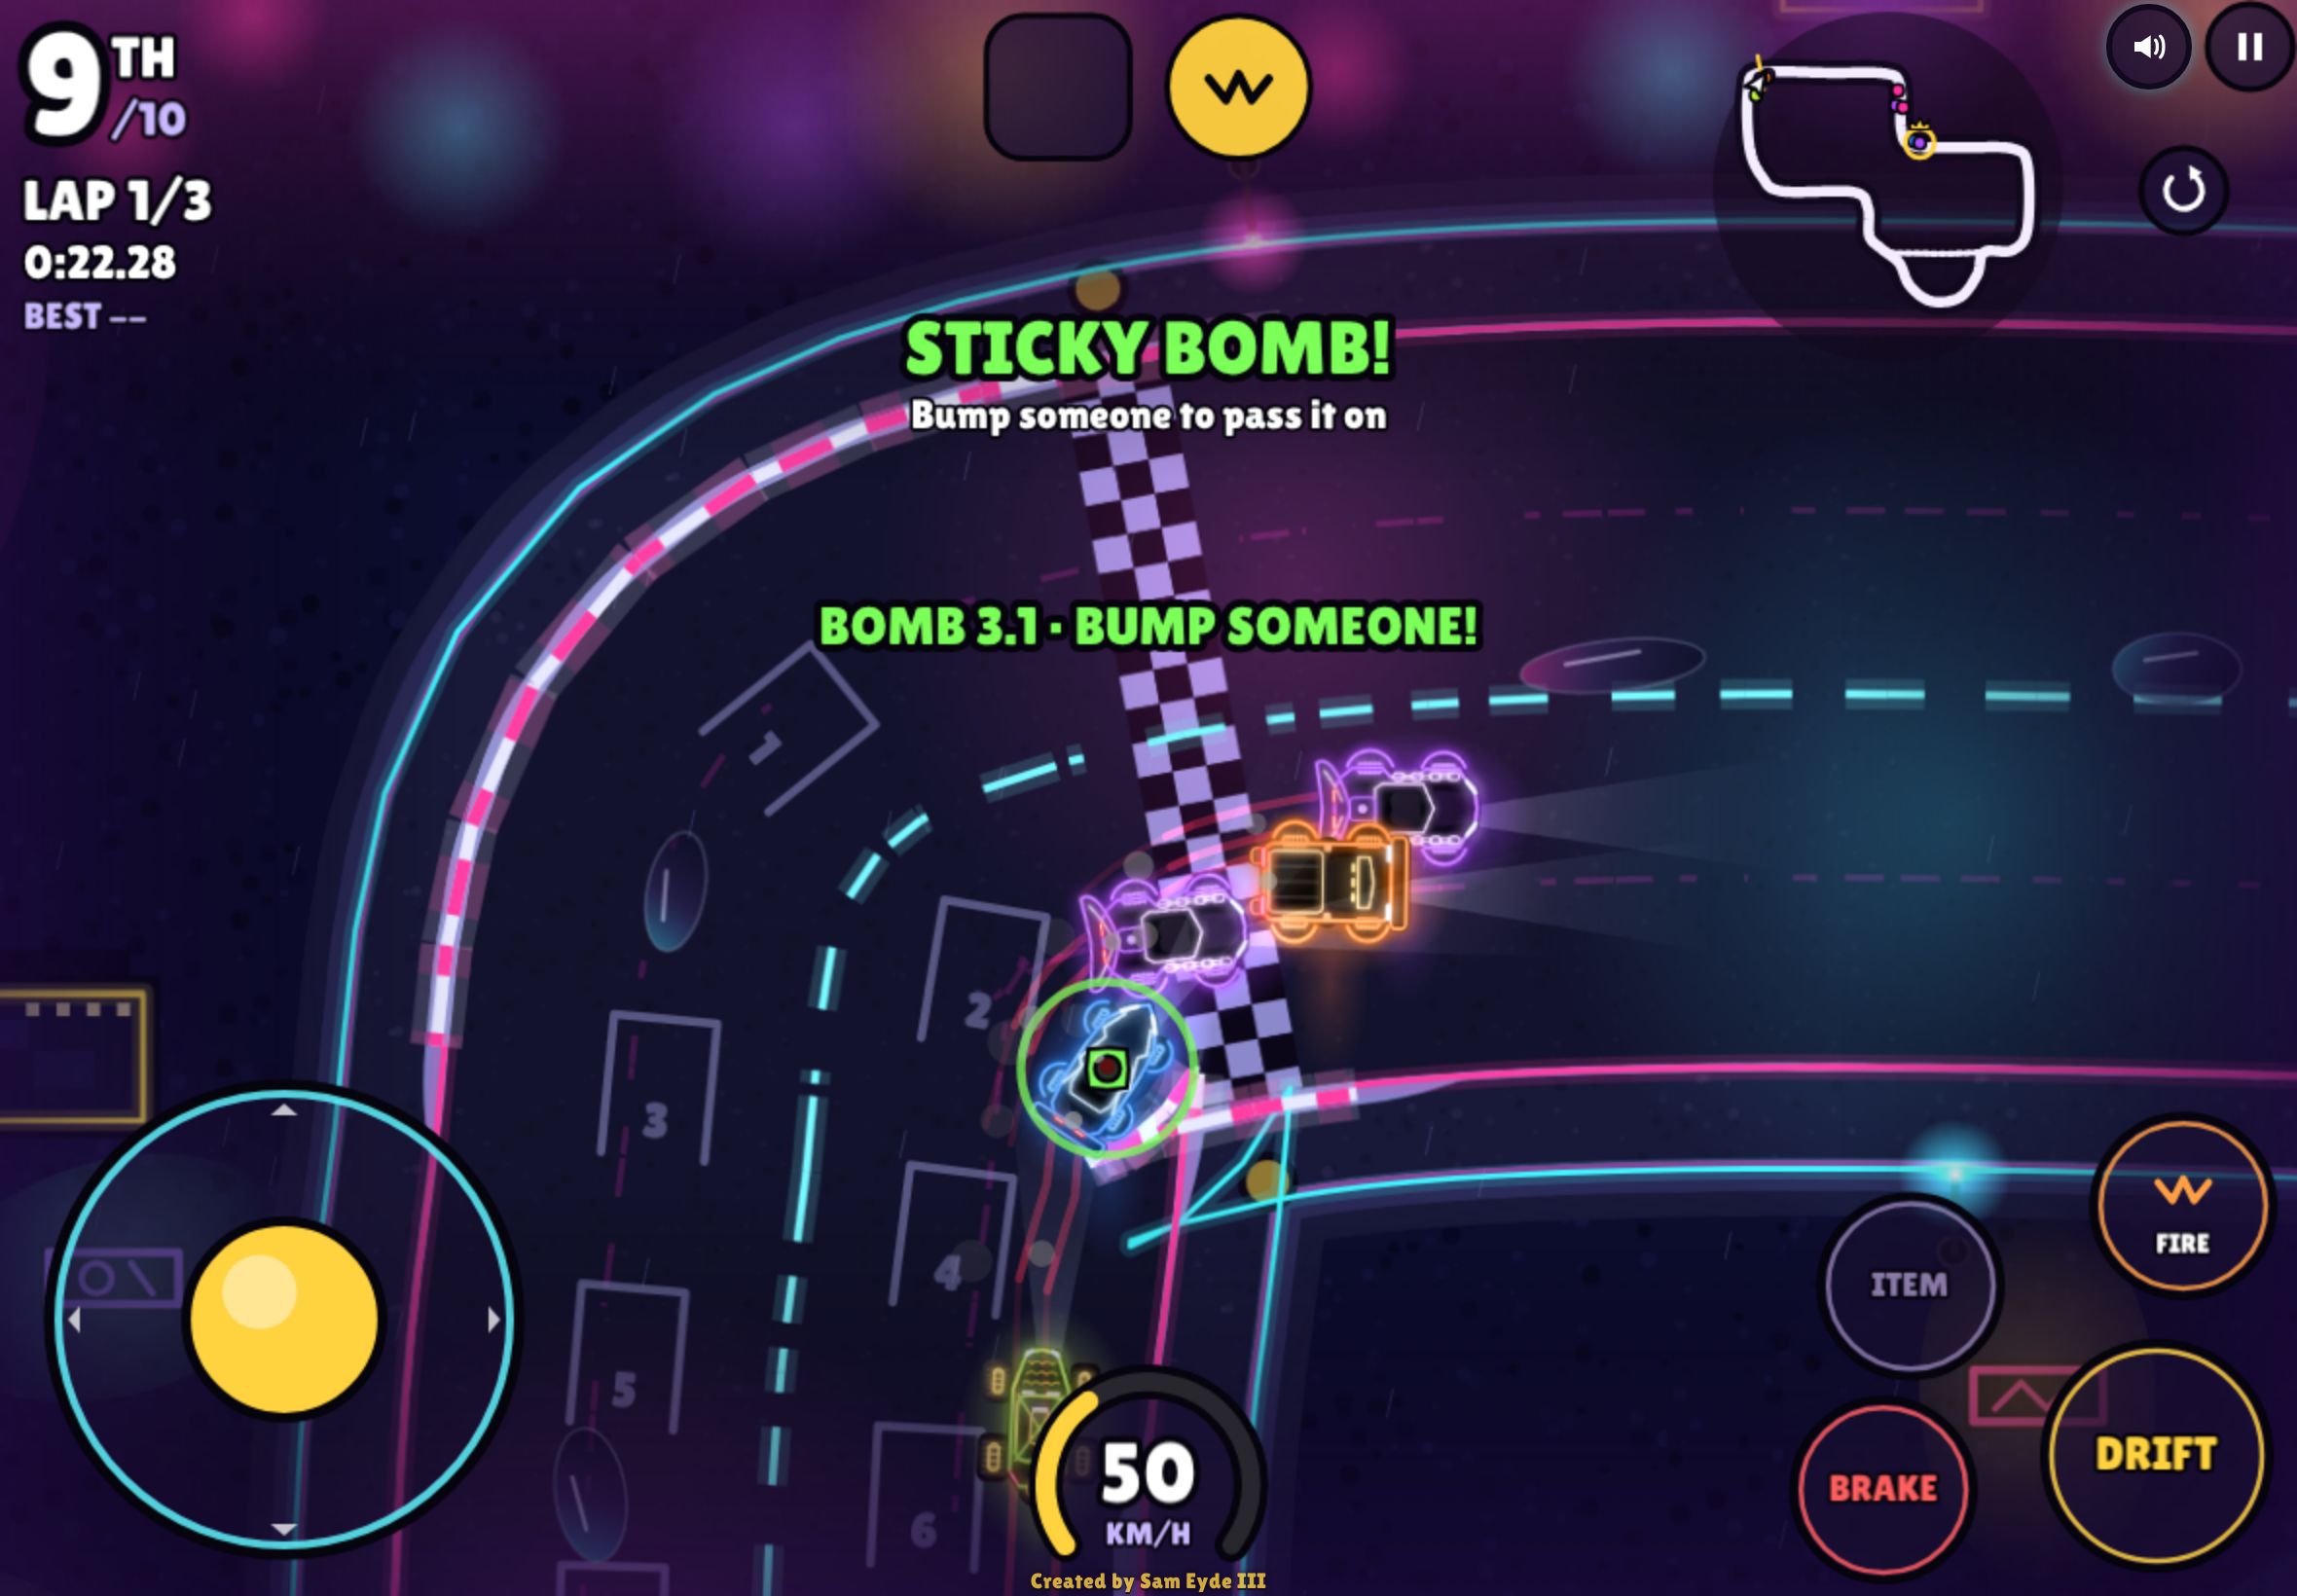 9TH
/10
LAP 1/3
0:22.28
BEST --
STICKY BOMB!
Bump someone to pass it on
BOMB 3.1 · BUMP SOMEONE!
1
2
3
4
5
6
FIRE
ITEM
DRIFT
BRAKE
50
KM/H
Created by Sam Eyde III